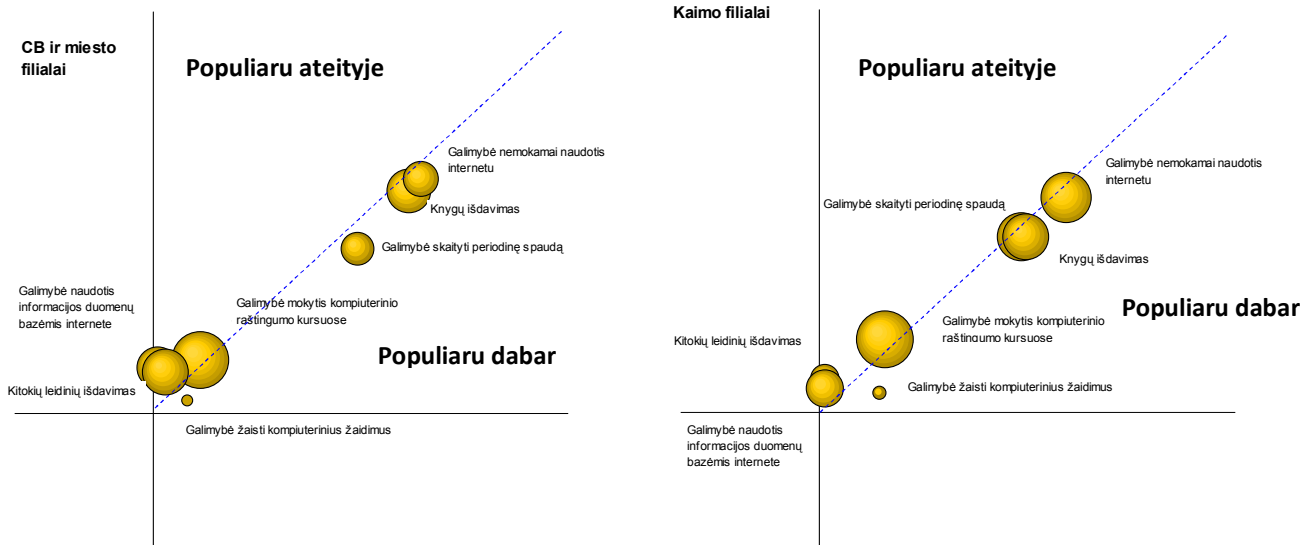 CB ir miesto
filialai
Populiaru ateityje
Galimybė nemokamai naudotis
internetu
Knygų išdavimas
Galimybė skaityti periodinę spaudą
Galimybė naudotis
informacijos duomenų
bazėmis internete
Galimybė mokytis kompiuterinio
raštingumo kursuose
Populiaru dabar
Kitokių leidinių išdavimas
Galimybė žaisti kompiuterinius žaidimus
Kaimo filialai
Populiaru ateityje
Galimybė nemokamai naudotis
internetu
Galimybė skaityti periodinę spaudą
Knygų išdavimas
Populiaru dabar
Galimybė mokytis kompiuterinio
raštingumo kursuose
Kitokių leidinių išdavimas
Galimybė žaisti kompiuterinius žaidimus
Galimybė naudotis
informacijos duomenų
bazėmis internete